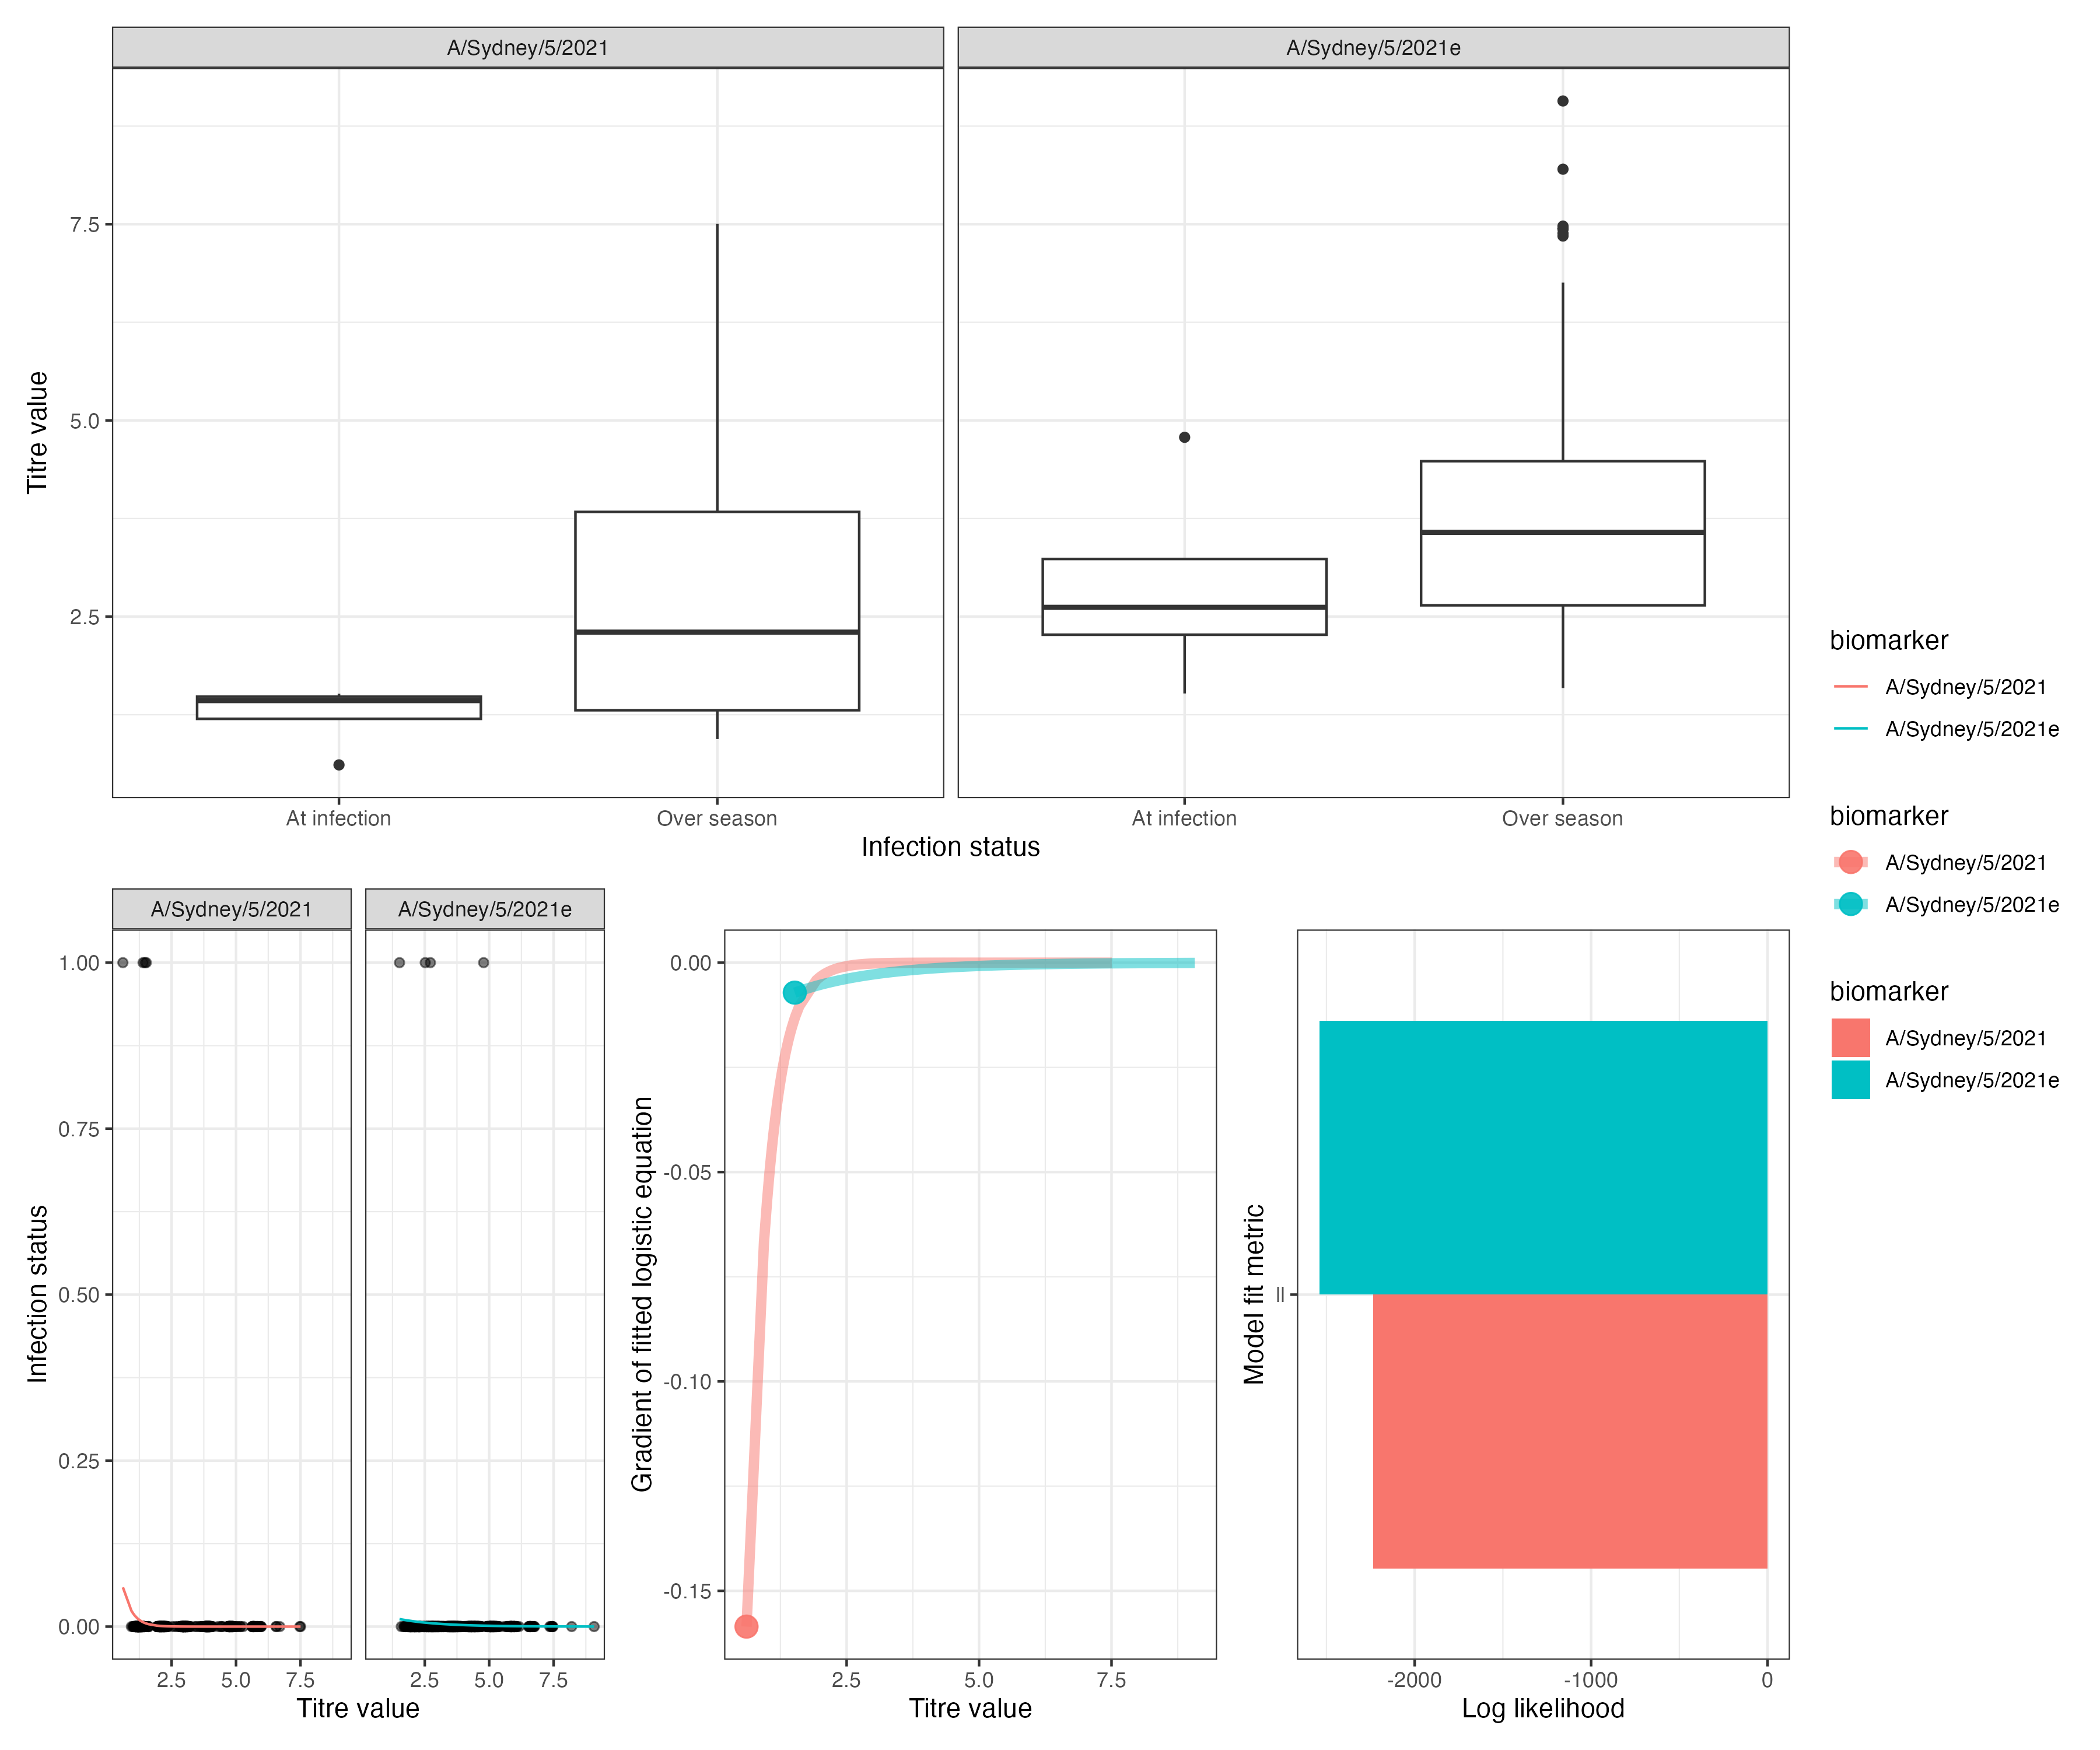 A/Sydney/5/2021
A/Sydney/5/2021e
Titre value
7.5
5.0
2.5
At infection
Over season
At infection
Over season
Infection status
biomarker
A/Sydney/5/2021
A/Sydney/5/2021e
biomarker
A/Sydney/5/2021
A/Sydney/5/2021e
biomarker
A/Sydney/5/2021
A/Sydney/5/2021e
A/Sydney/5/2021
A/Sydney/5/2021e
Infection status
1.00
0.75
0.50
0.25
0.00
2.5 5.0 7.5
2.5 5.0 7.5
Titre value
Gradient of fitted logistic equation
0.00
-0.05
-0.10
-0.15
2.5 5.0 7.5
Titre value
Model fit metric
ll
-2000 -1000 0
Log likelihood